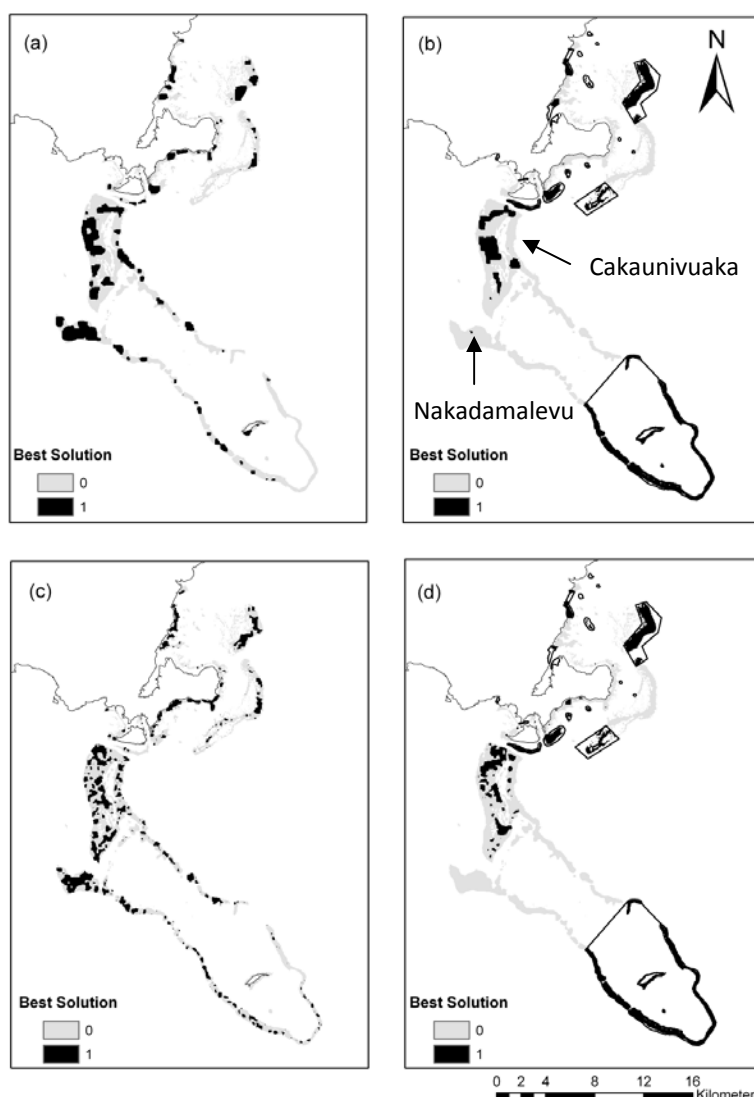 (a)
(b)
N
Cakaunivuaka
Nakadamalevu
Best Solution
0
1
Best Solution
0
1
(c)
(d)
Best Solution
0
1
Best Solution
0
1
0 2 4 8 12 16
Kilometer